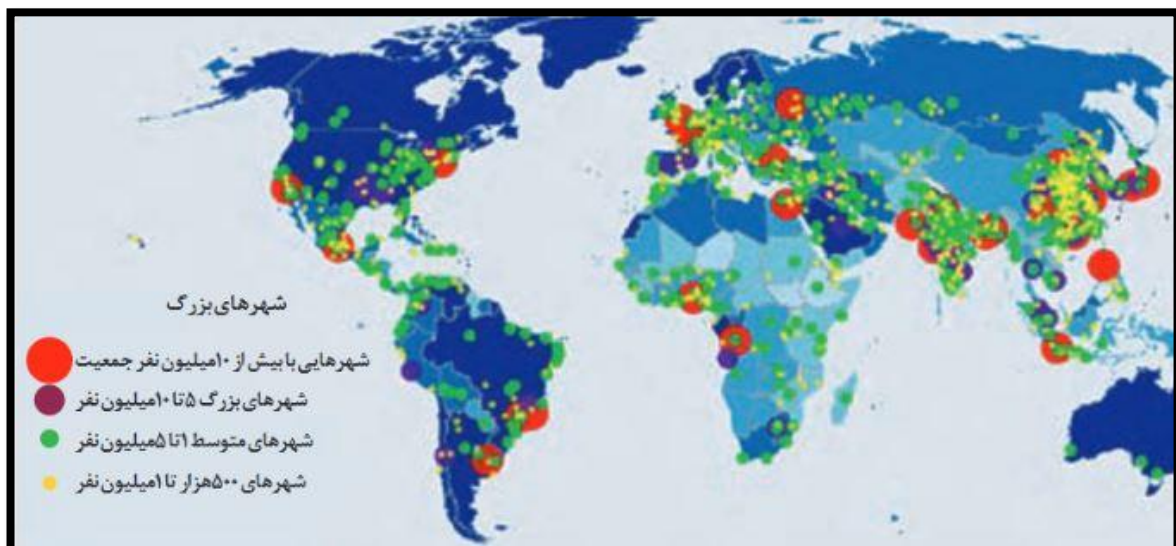 شهرهای بزرگ
شهرهایی با بیش از ۱۰میلیون نفر جمعیت
شهرهای بزرگ ۵ تا ۱۰میلیون نفر
شهرهای متوسط ۱ تا ۵میلیون نفر
شهرهای ۵۰۰هزار تا ۱میلیون نفر